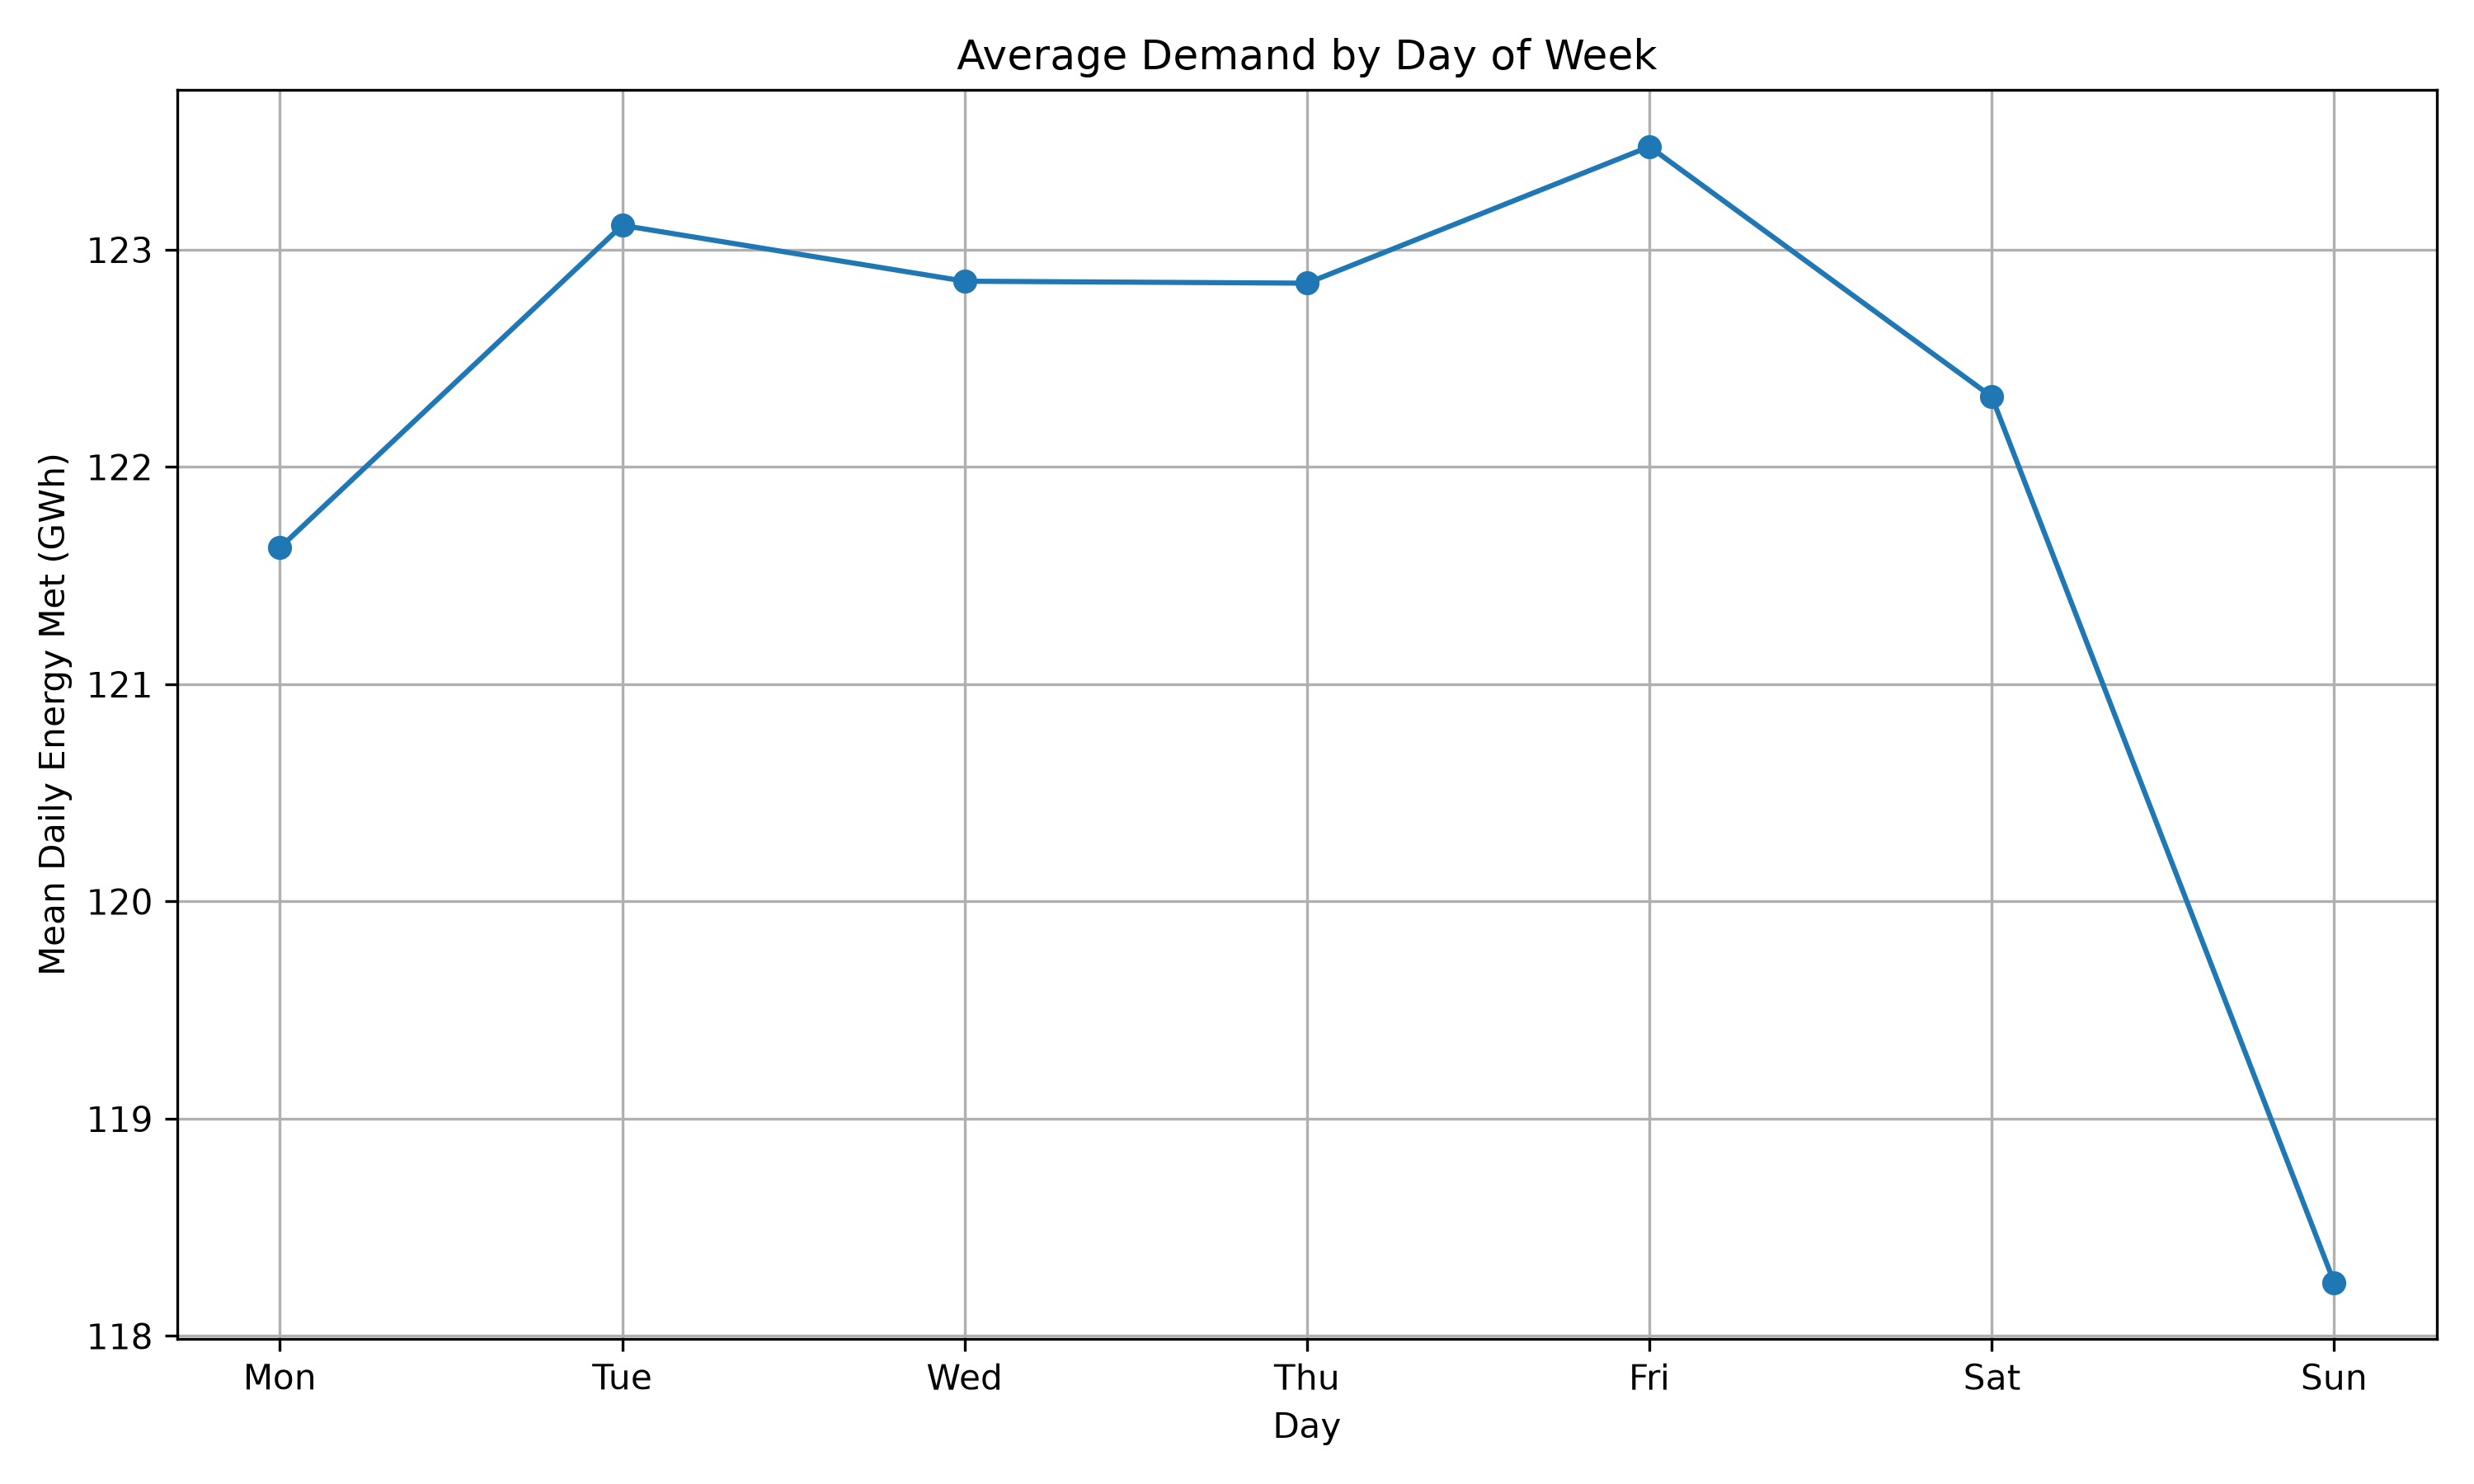 Average Demand by Day of Week
Mean Daily Energy Met (GWh)
123
122
121
120
119
118
Mon Tue Wed Thu Fri Sat Sun
Day